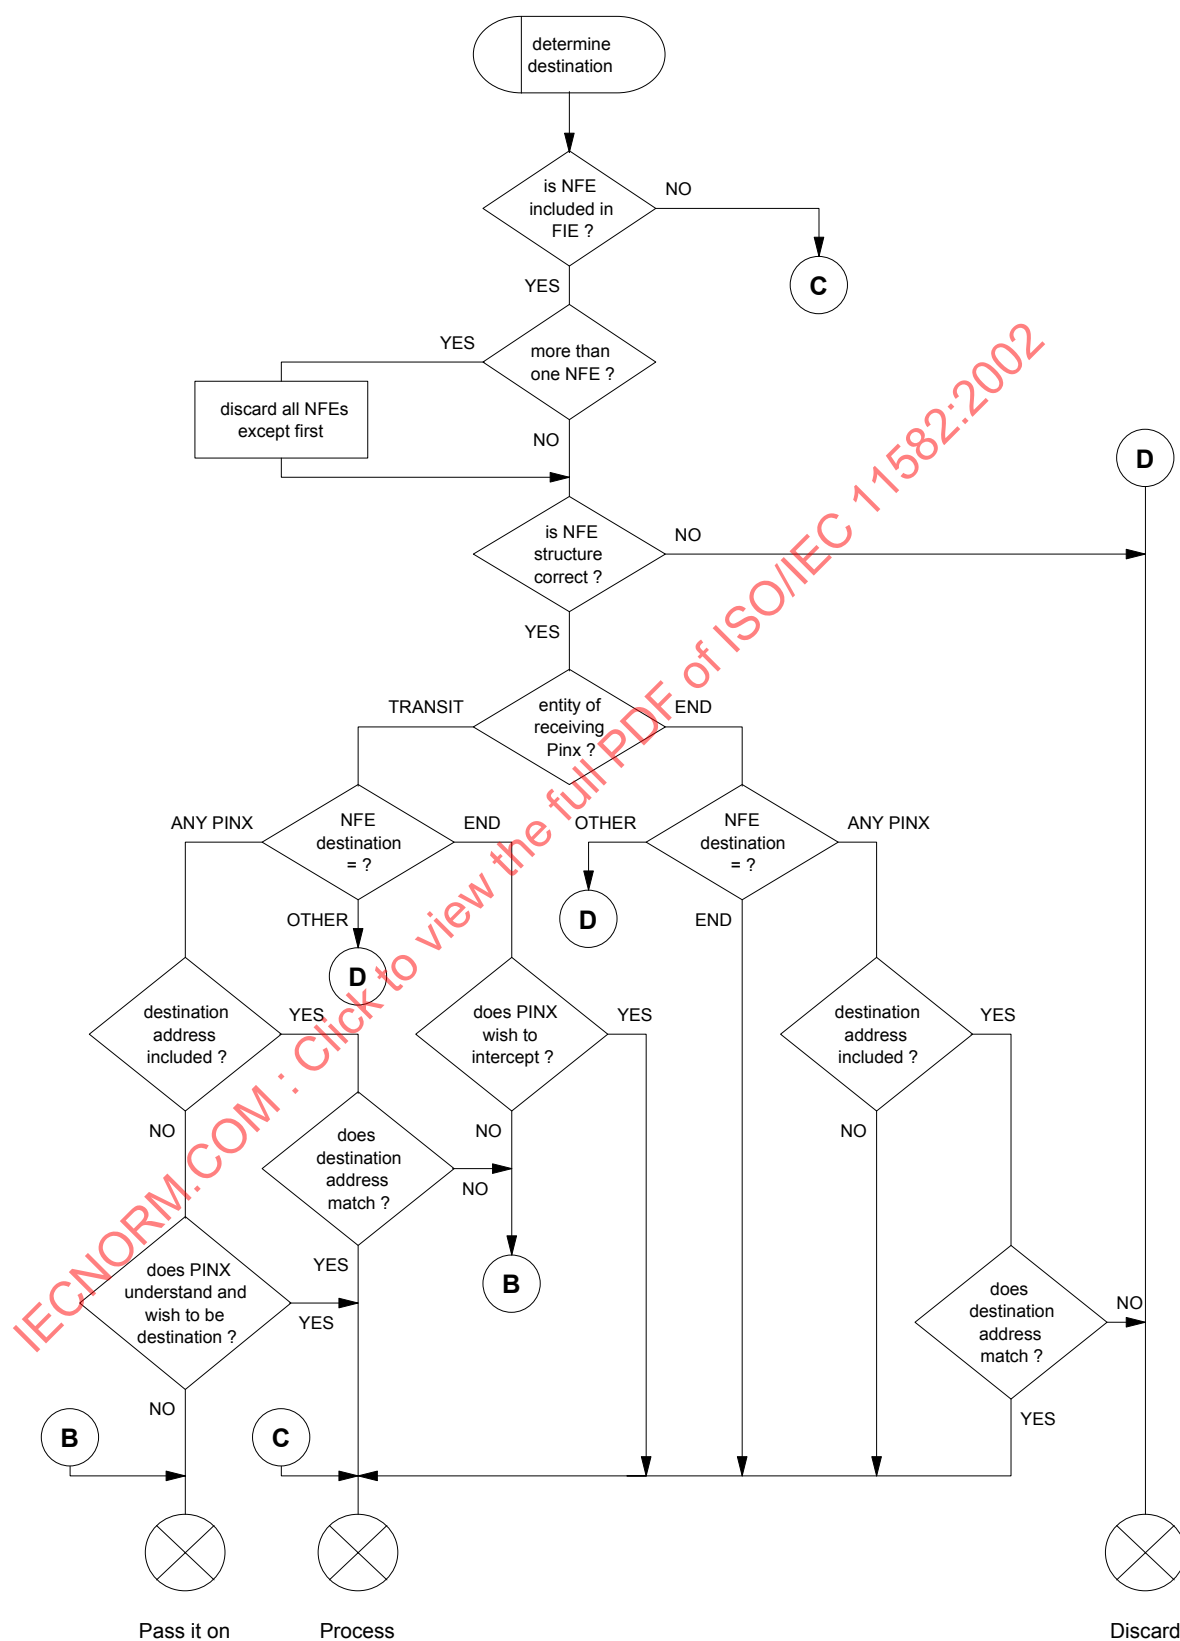 determine
destination
is NFE
included in
FIE ?
NO
C
YES
more than
one NFE ?
YES
discard all NFEs
except first
NO
D
is NFE
structure
correct ?
NO
YES
entity of
receiving
Pinx ?
TRANSIT
END
ANY PINX
NFE
destination
= ?
END
OTHER
NFE
destination
= ?
ANY PINX
OTHER
D
D
END
destination
address
included ?
YES
does PINX
wish to
intercept ?
YES
destination
address
included ?
YES
NO
does
destination
address
match ?
NO
NO
NO
YES
B
does PINX
understand and
wish to be
destination ?
YES
does
destination
address
match ?
NO
NO
YES
B
C
Pass it on
Process
Discard
IECNORM.COM : Click to view the full PDF of ISO/IEC 11582:2002